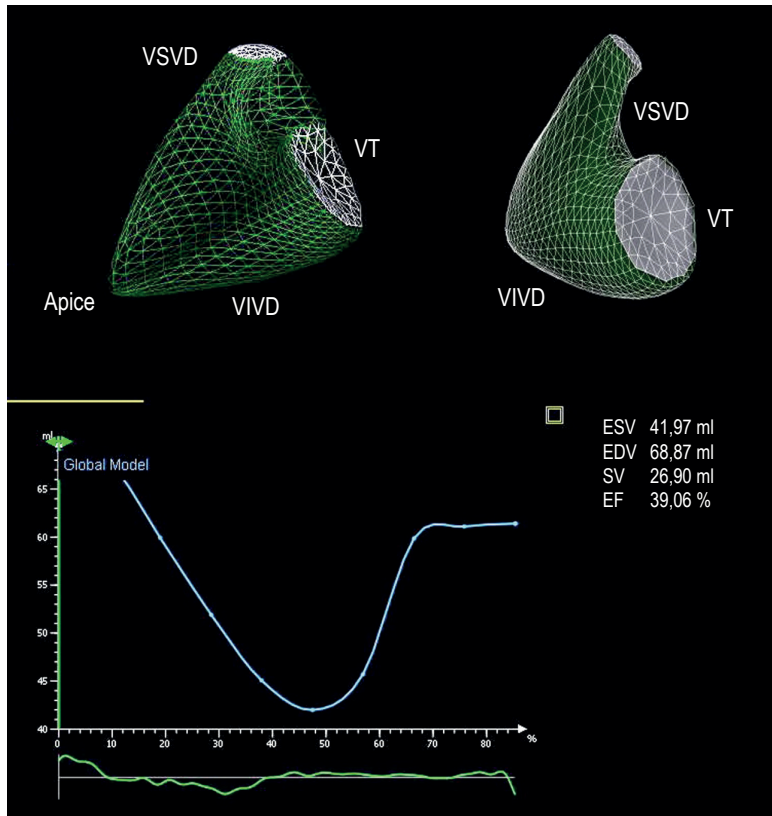 VSVD
VT
Apice
VIVD
VSVD
VT
VIVD
ml
Global Model
65
60
55
50
45
40
0 10 20 30 40 50 60 70 80 %
ESV 41,97 ml
EDV 68,87 ml
SV 26,90 ml
EF 39,06 %